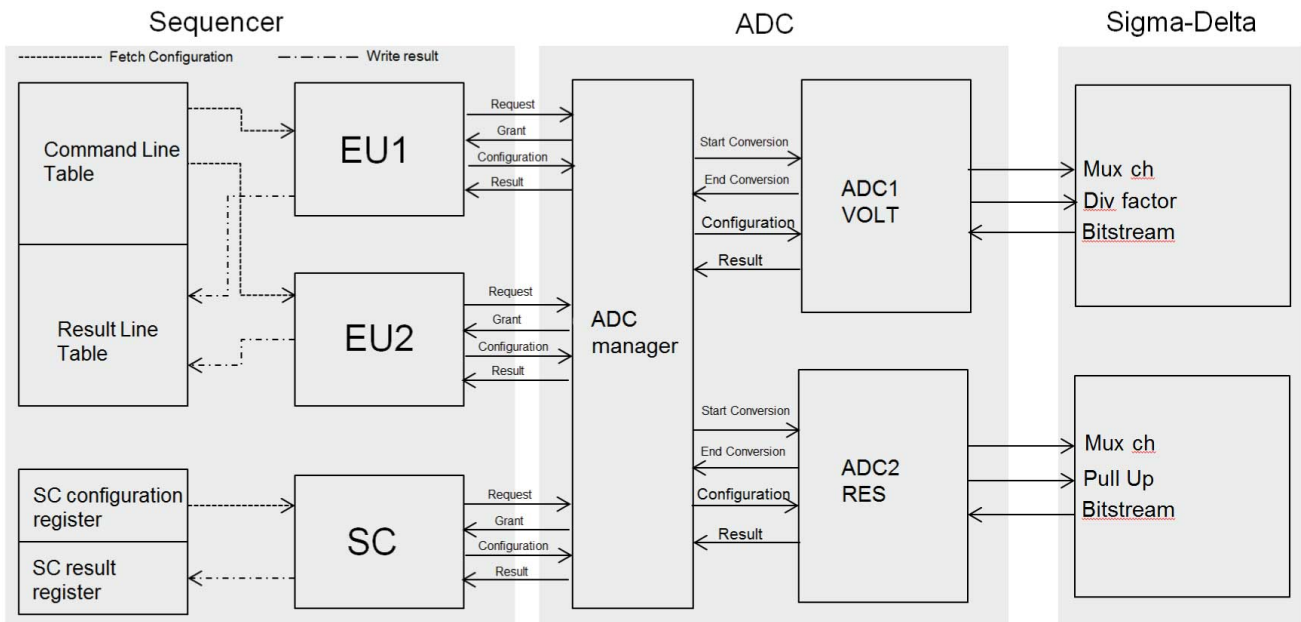 Sequencer
ADC
Sigma-Delta
Fetch Configuration
Write result
Command Line
Table
Result Line
Table
EU1
Request
Grant
Configuration
Result
EU2
Request
Grant
Configuration
Result
SC configuration
register
SC result
register
SC
Request
Grant
Configuration
Result
ADC
manager
Start Conversion
End Conversion
Configuration
Result
ADC1
VOLT
Mux ch
Div factor
Bitstream
Start Conversion
End Conversion
Configuration
Result
ADC2
RES
Mux ch
Pull Up
Bitstream